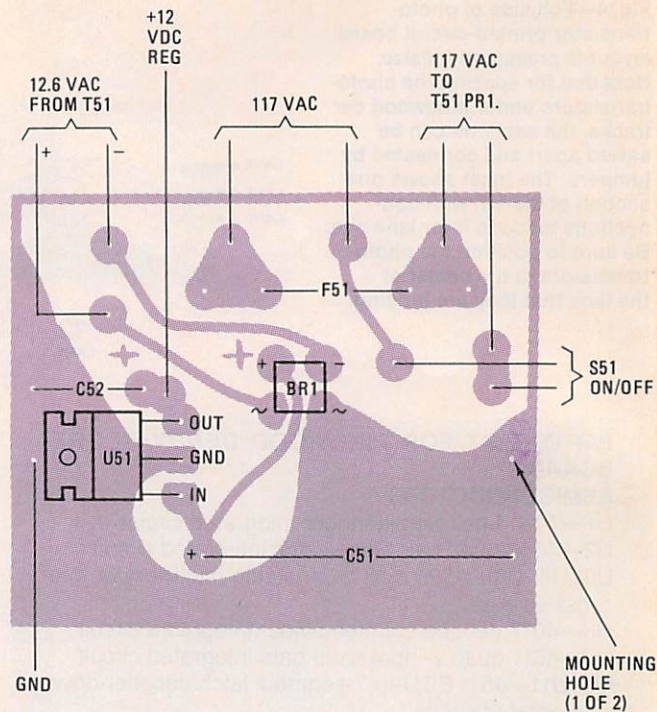 +12
VDC
REG
12.6 VAC
FROM T51
117 VAC
117 VAC
TO
T51 PR1.
+
−
F51
S51
ON/OFF
C52
+
BR1
−
~
~
OUT
U51
GND
IN
+
C51
GND
MOUNTING
HOLE
(1 OF 2)